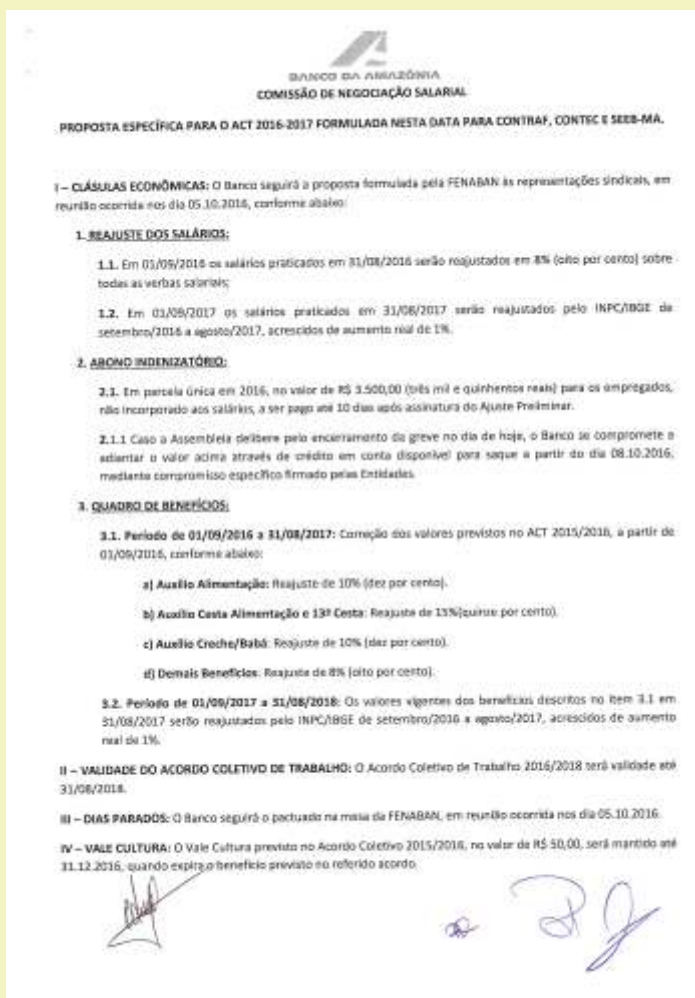 BANCO DA AMAZÔNIA
COMISSÃO DE NEGOCIAÇÃO SALARIAL
PROPOSTA ESPECÍFICA PARA O ACT 2016-2017 FORMULADA NESTA DATA PARA CONTRAF, CONTEC E SEEB-MA.
I – CLÁSULAS ECONÔMICAS: O Banco seguirá a proposta formulada pela FENABAN às representações sindicais, em
reunião ocorrida nos dia 05.10.2016, conforme abaixo:
1. REAJUSTE DOS SALÁRIOS:
1.1. Em 01/09/2016 os salários praticados em 31/08/2016 serão reajustados em 8% (oito por cento) sobre
todas as verbas salariais;
1.2. Em 01/09/2017 os salários praticados em 31/08/2017 serão reajustados pelo INPC/IBGE de
setembro/2016 a agosto/2017, acrescidos de aumento real de 1%.
2. ABONO INDENIZATÓRIO:
2.1. Em parcela única em 2016, no valor de R$ 3.500,00 (três mil e quinhentos reais) para os empregados,
não incorporado aos salários, a ser pago até 10 dias após assinatura do Ajuste Preliminar.
2.1.1 Caso a Assembleia delibere pelo encerramento da greve no dia de hoje, o Banco se compromete a
adiantar o valor acima através de crédito em conta disponível para saque a partir do dia 08.10.2016,
mediante compromisso específico firmado pelas Entidades.
3. QUADRO DE BENEFÍCIOS:
3.1. Período de 01/09/2016 a 31/08/2017: Correção dos valores previstos no ACT 2015/2016, a partir de
01/09/2016, conforme abaixo:
a) Auxílio Alimentação: Reajuste de 10% (dez por cento).
b) Auxílio Cesta Alimentação e 13ª Cesta: Reajuste de 15%(quinze por cento).
c) Auxílio Creche/Babá: Reajuste de 10% (dez por cento).
d) Demais Benefícios: Reajuste de 8% (oito por cento).
3.2. Período de 01/09/2017 a 31/08/2018: Os valores vigentes dos benefícios descritos no item 3.1 em
31/08/2017 serão reajustados pelo INPC/IBGE de setembro/2016 a agosto/2017, acrescidos de aumento
real de 1%.
II – VALIDADE DO ACORDO COLETIVO DE TRABALHO: O Acordo Coletivo de Trabalho 2016/2018 terá validade até
31/08/2018.
III – DIAS PARADOS: O Banco seguirá o pactuado na mesa da FENABAN, em reunião ocorrida nos dia 05.10.2016.
IV – VALE CULTURA: O Vale Cultura previsto no Acordo Coletivo 2015/2016, no valor de R$ 50,00, será mantido até
31.12.2016, quando expira o benefício previsto no referido acordo.